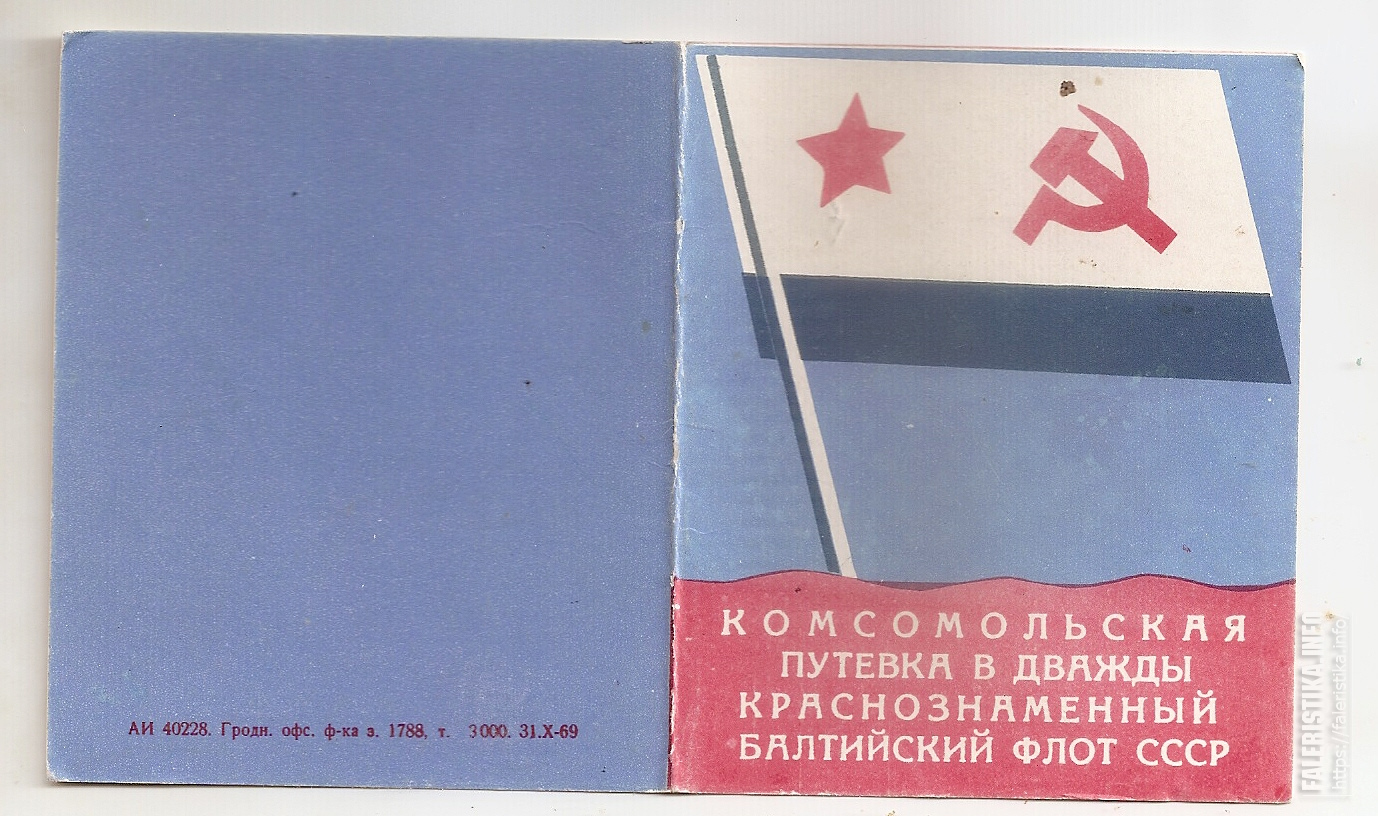 АИ 40228. Гродн. офс. ф-ка з. 1788, т. 3000. 31.X-69
КОМСОМОЛЬСКАЯ
ПУТЕВКА В ДВАЖДЫ
КРАСНОЗНАМЕННЫЙ
БАЛТИЙСКИЙ ФЛОТ СССР
FALERISTIKA.INFO
https://faleristika.info